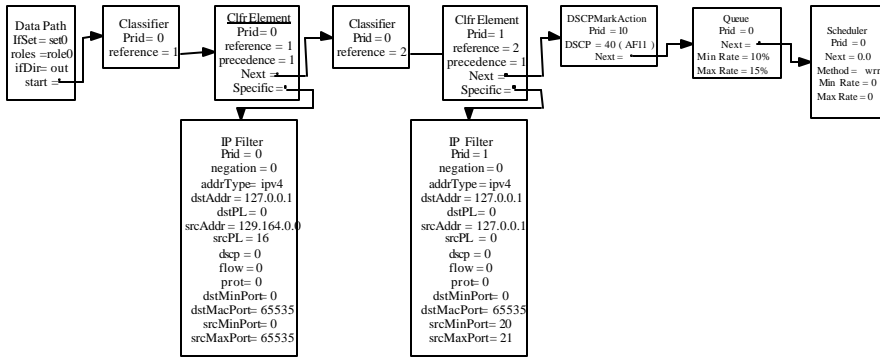 Data Path
IfSet = set0
roles =role0
ifDir= out
start =
Classifier
Prid= 0
reference = 1
Clfr Element
Prid= 0
reference = 1
precedence = 1
Next =
Specific =
Classifier
Prid = 0
reference = 2
Clfr Element
Prid= 1
reference = 2
precedence = 1
Next =
Specific =
DSCPMarkAction
Prid = 10
DSCP = 40 ( AF11 )
Next =
Queue
Prid = 0
Next =
Min Rate = 10%
Max Rate = 15%
Scheduler
Prid = 0
Next = 0.0
Method = wrr
Min Rate = 0
Max Rate = 0
IP Filter
Prid = 0
negation = 0
addrType= ipv4
dstAddr = 127.0.0.1
dstPL = 0
srcAddr = 129.164.0.0
srcPL = 16
dscp = 0
flow = 0
prot = 0
dstMinPort= 0
dstMacPort= 65535
srcMinPort= 0
srcMaxPort= 65535
IP Filter
Prid = 1
negation = 0
addrType = ipv4
dstAddr = 127.0.0.1
dstPL = 0
srcAddr = 127.0.0.1
srcPL = 0
dscp = 0
flow = 0
prot= 0
dstMinPort= 0
dstMacPort= 65535
srcMinPort= 20
srcMaxPort= 21